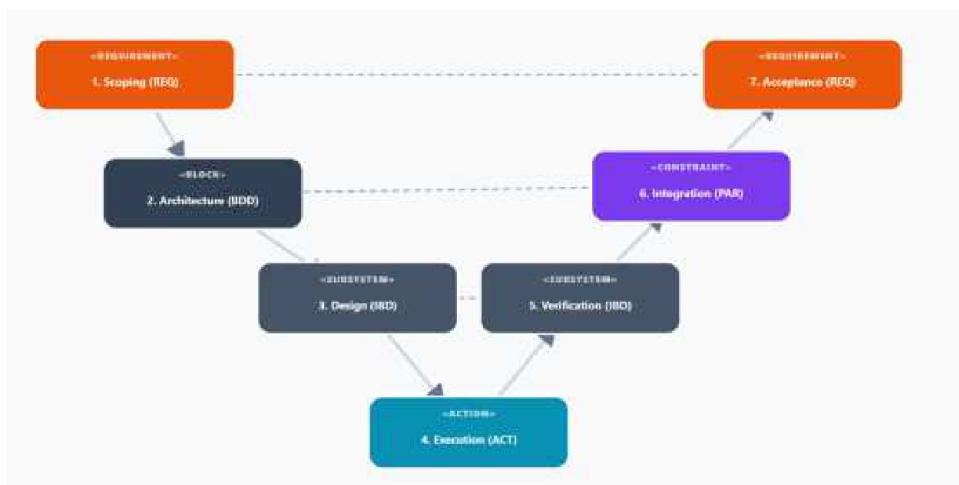 «REQUIREMENT»
1. Scoping (REQ)
«REQUIREMENT»
7. Acceptance (REQ)
«BLOCK»
2. Architecture (BDD)
«CONSTRAINT»
6. Integration (PAR)
«SUBSYSTEM»
3. Design (IBD)
«SUBSYSTEM»
5. Verification (IBD)
«ACTION»
4. Execution (ACT)